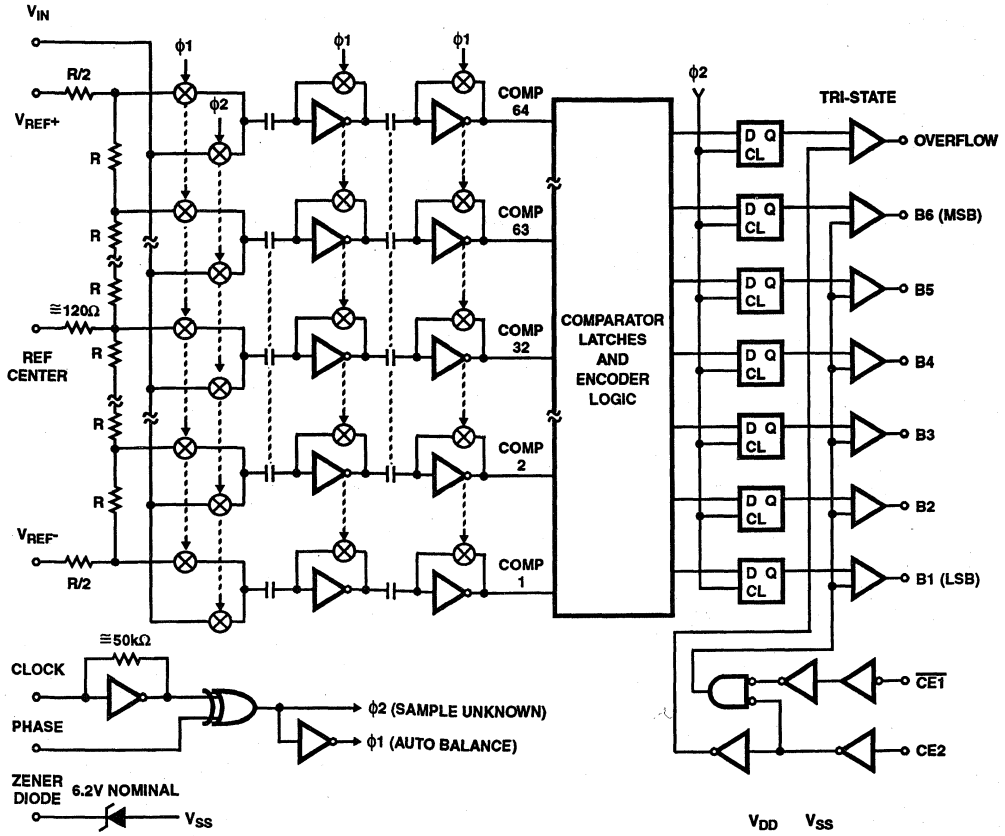 VIN
R/2
VREF+
ϕ1
ϕ2
ϕ1
ϕ1
COMP
64
ϕ2
TRI-STATE
D Q
CL
OVERFLOW
R
COMP
63
D Q
CL
B6 (MSB)
R
R
D Q
CL
B5
≅120Ω
REF
CENTER
COMP
32
COMPARATOR
LATCHES
AND
ENCODER
LOGIC
D Q
CL
B4
R
R
COMP
2
D Q
CL
B3
R
D Q
CL
B2
VREF-
R/2
COMP
1
D Q
CL
B1 (LSB)
≅50kΩ
CLOCK
PHASE
ϕ2 (SAMPLE UNKNOWN)
ϕ1 (AUTO BALANCE)
CE1
CE2
ZENER
DIODE
6.2V NOMINAL
VSS
VDD
VSS